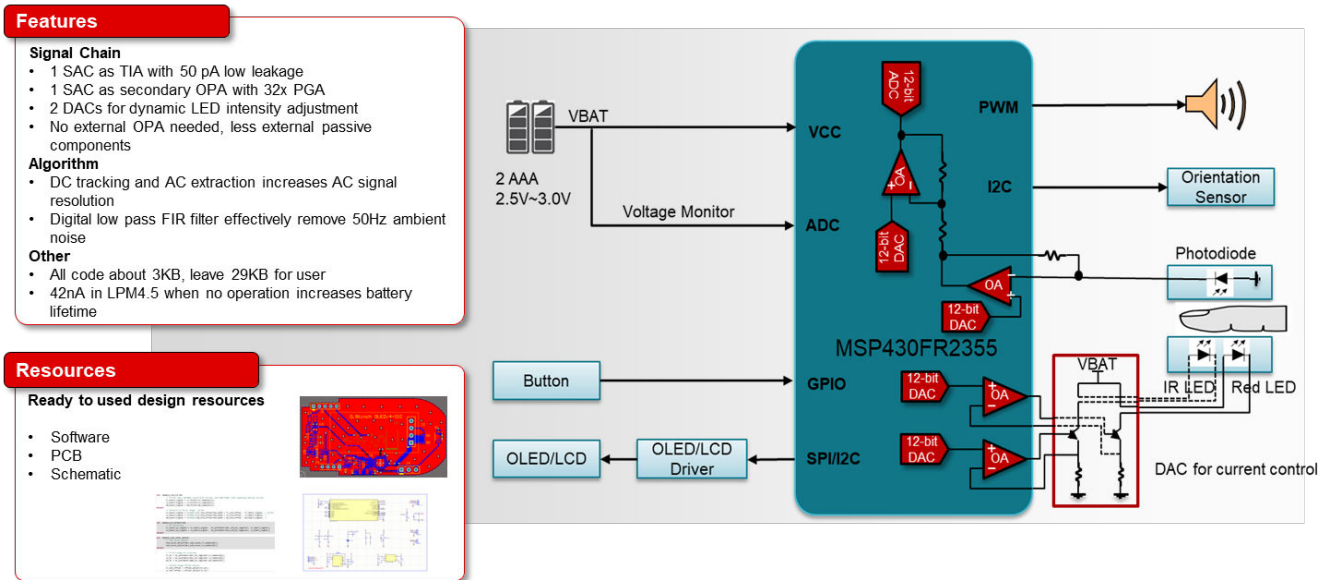 Features
Signal Chain
• 1 SAC as TIA with 50 pA low leakage
• 1 SAC as secondary OPA with 32x PGA
• 2 DACs for dynamic LED intensity adjustment
• No external OPA needed, less external passive
components
Algorithm
• DC tracking and AC extraction increases AC signal
resolution
• Digital low pass FIR filter effectively remove 50Hz ambient
noise
Other
• All code about 3KB, leave 29KB for user
• 42nA in LPM4.5 when no operation increases battery
lifetime
Resources
Ready to used design resources
• Software
• PCB
• Schematic
VBAT
2 AAA
2.5V~3.0V
Voltage Monitor
Button
OLED/LCD
OLED/LCD
Driver
VCC
ADC
GPIO
SPI/I2C
12-bit
ADC
+ -
OA
12-bit
DAC
OA
- +
12-bit
DAC
MSP430FR2355
12-bit
DAC
+
OA
-
12-bit
DAC
+
OA
-
PWM
I2C
Orientation
Sensor
Photodiode
VBAT
IR LED
Red LED
DAC for current control